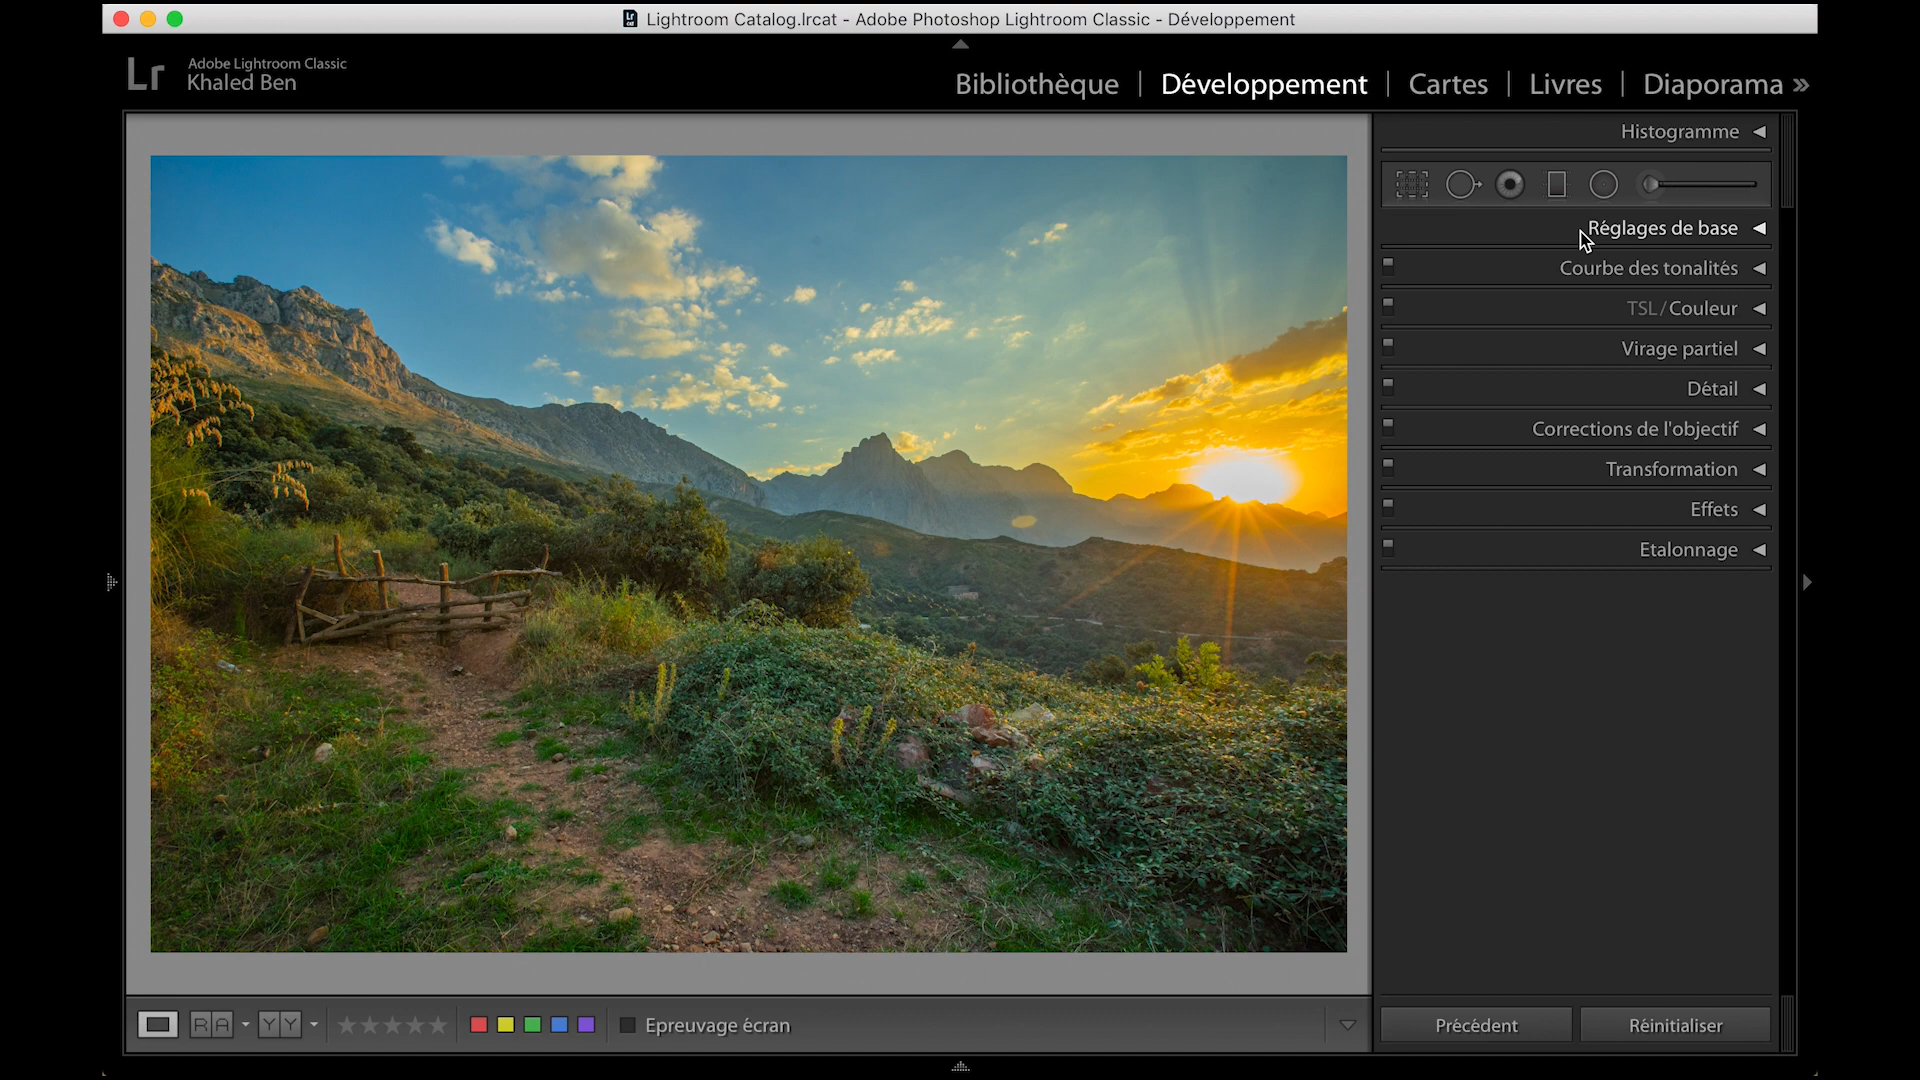 Lightroom Catalog.lrcat - Adobe Photoshop Lightroom Classic - Développement
Lr
Adobe Lightroom Classic
Khaled Ben
Bibliothèque | Développement | Cartes | Livres | Diaporama »
Histogramme
Réglages de base
Courbe des tonalités
TSL / Couleur
Virage partiel
Détail
Corrections de l'objectif
Transformation
Effets
Etalonnage
R A
Y Y
Epreuvage écran
Précédent
Réinitialiser